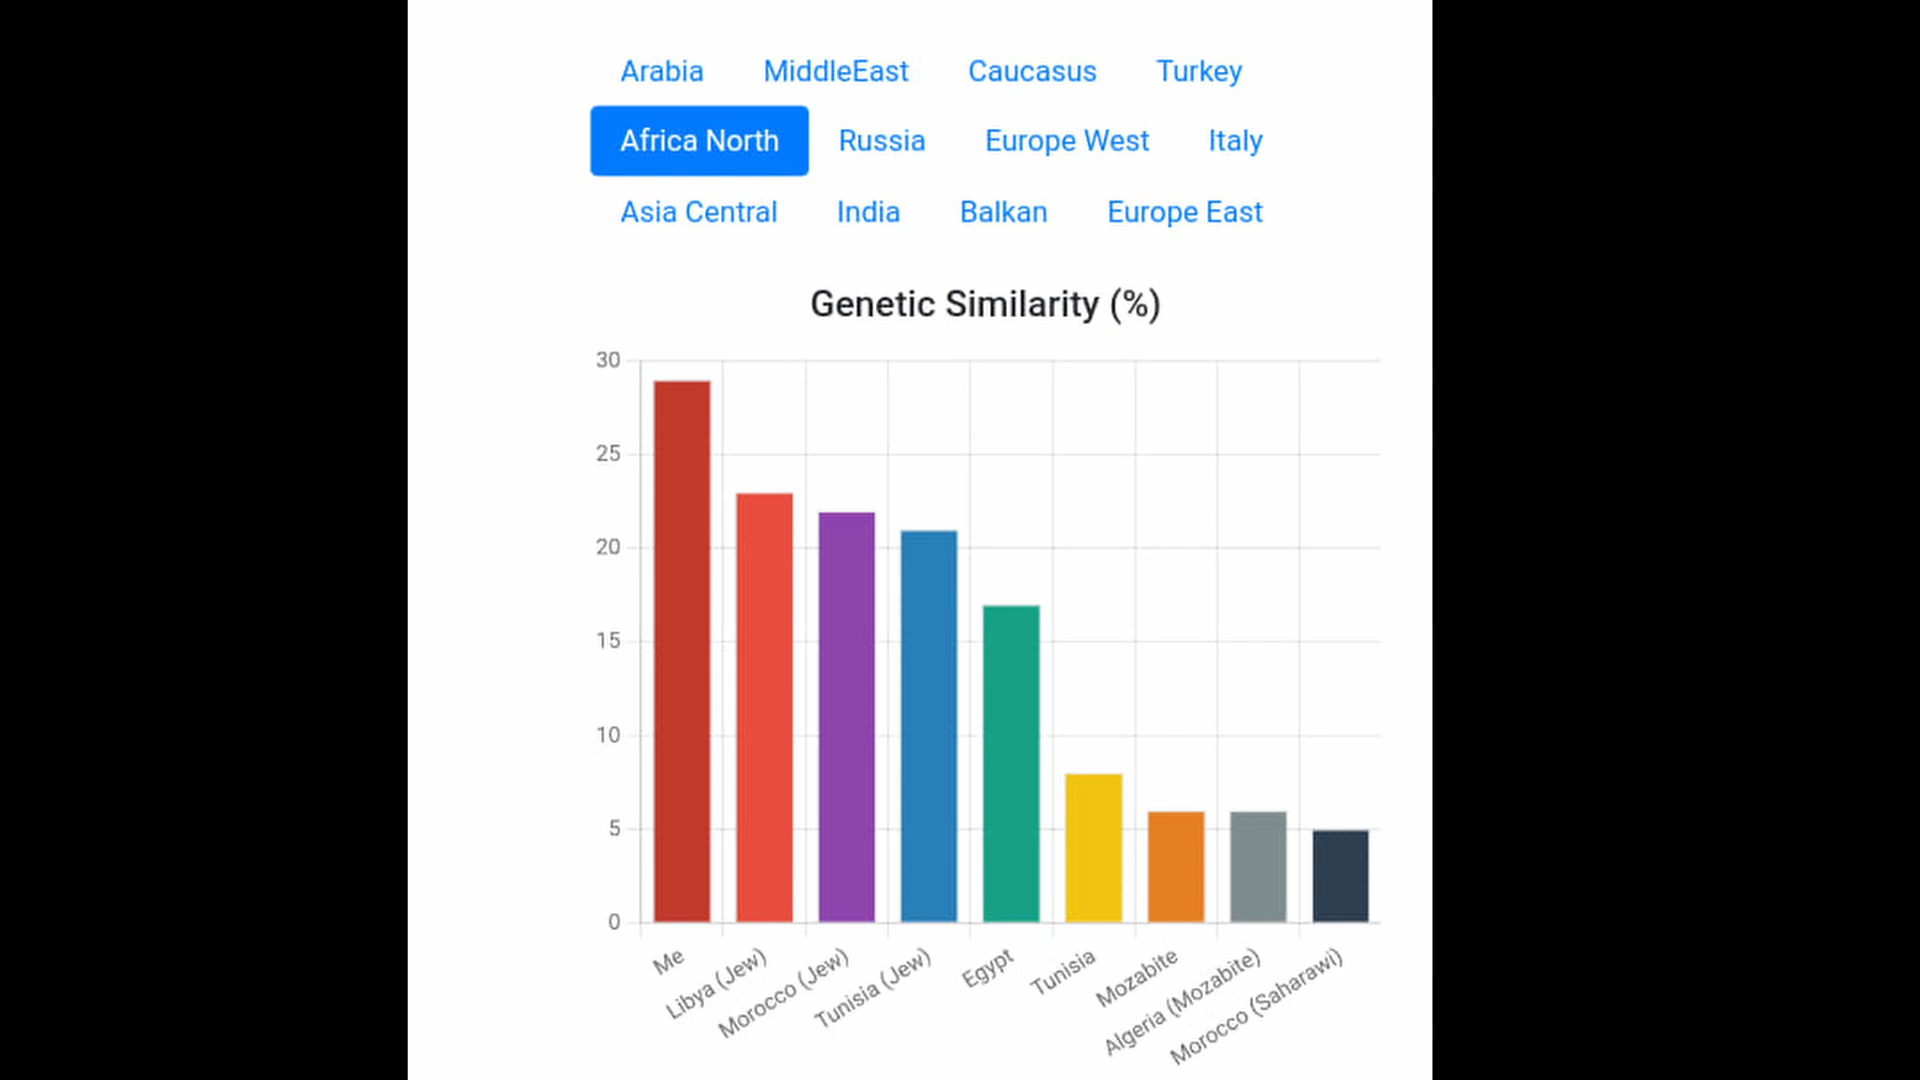 Arabia MiddleEast Caucasus Turkey
Africa North Russia Europe West Italy
Asia Central India Balkan Europe East
Genetic Similarity (%)
30
25
20
15
10
5
0
Me
Libya (Jew)
Morocco (Jew)
Tunisia (Jew)
Egypt
Tunisia
Mozabite
Algeria (Mozabite)
Morocco (Saharawi)